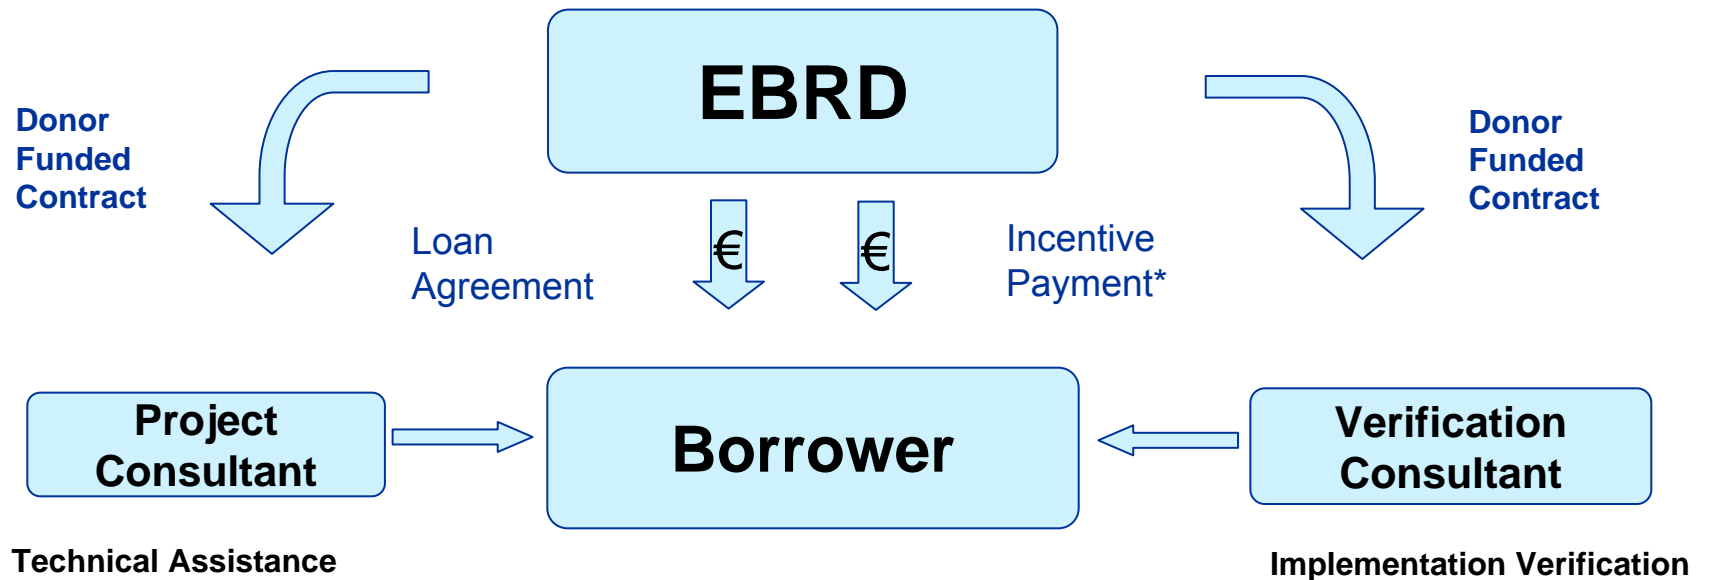 EBRD
Donor
Funded
Contract
Donor
Funded
Contract
Loan
Agreement
€
€
Incentive
Payment*
Project
Consultant
Borrower
Verification
Consultant
Technical Assistance
Implementation Verification